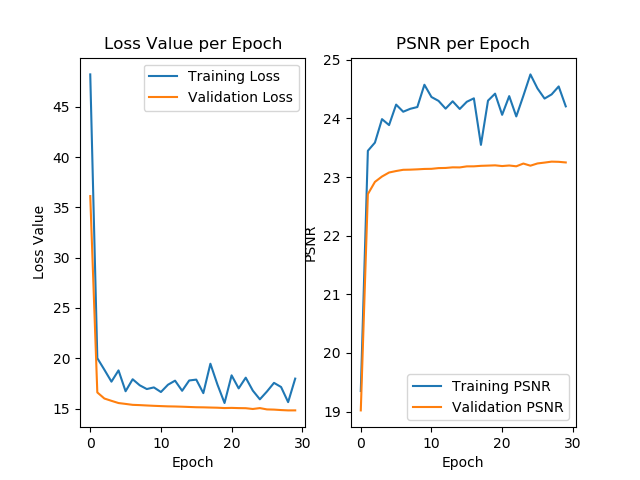 Loss Value per Epoch
Training Loss
Validation Loss
45
40
35
30
25
20
15
Loss Value
0
10
20
30
Epoch
PSNR per Epoch
25
24
23
22
21
20
19
PSNR
Training PSNR
Validation PSNR
0
10
20
30
Epoch